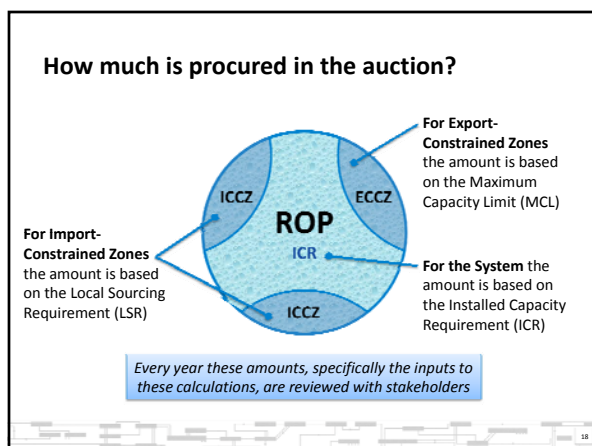 How much is procured in the auction?
For Export-
Constrained Zones
the amount is based
on the Maximum
Capacity Limit (MCL)
ICCZ
ECCZ
ROP
ICR
For Import-
Constrained Zones
the amount is based
on the Local Sourcing
Requirement (LSR)
For the System the
amount is based on
the Installed Capacity
Requirement (ICR)
ICCZ
Every year these amounts, specifically the inputs to
these calculations, are reviewed with stakeholders
18